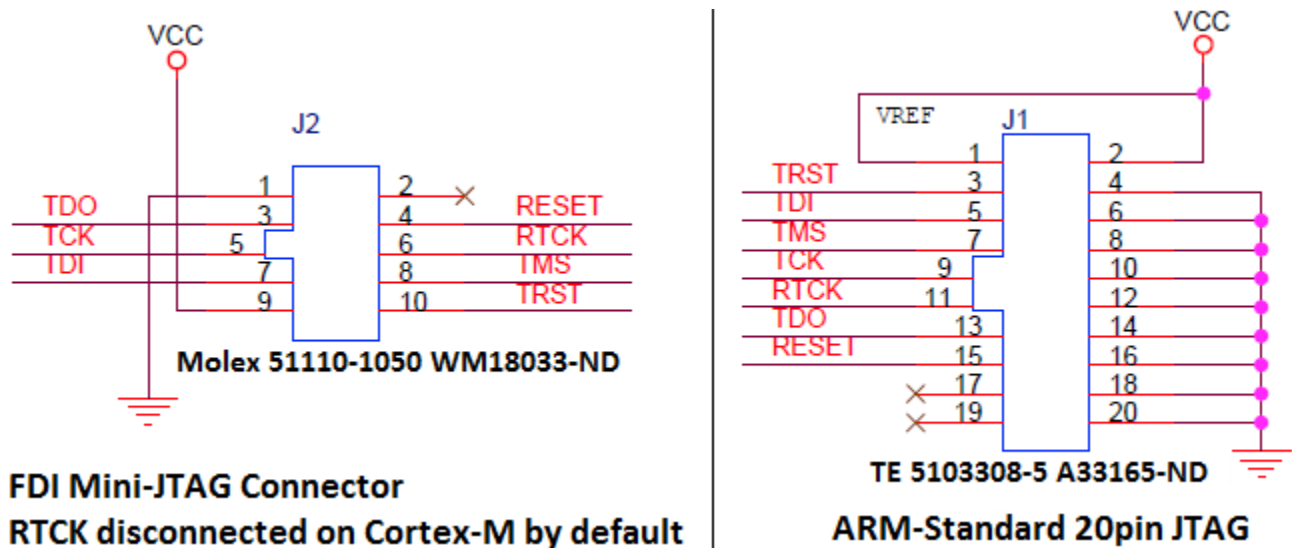 VCC
J2
1 2
TDO 3 4 RESET
TCK 5 6 RTCK
TDI 7 8 TMS
9 10 TRST
Molex 51110-1050 WM18033-ND
FDI Mini-JTAG Connector
RTCK disconnected on Cortex-M by default
VCC
VREF J1
1 2
TRST 3 4
TDI 5 6
TMS 7 8
TCK 9 10
RTCK 11 12
TDO 13 14
RESET 15 16
17 18
19 20
TE 5103308-5 A33165-ND
ARM-Standard 20pin JTAG